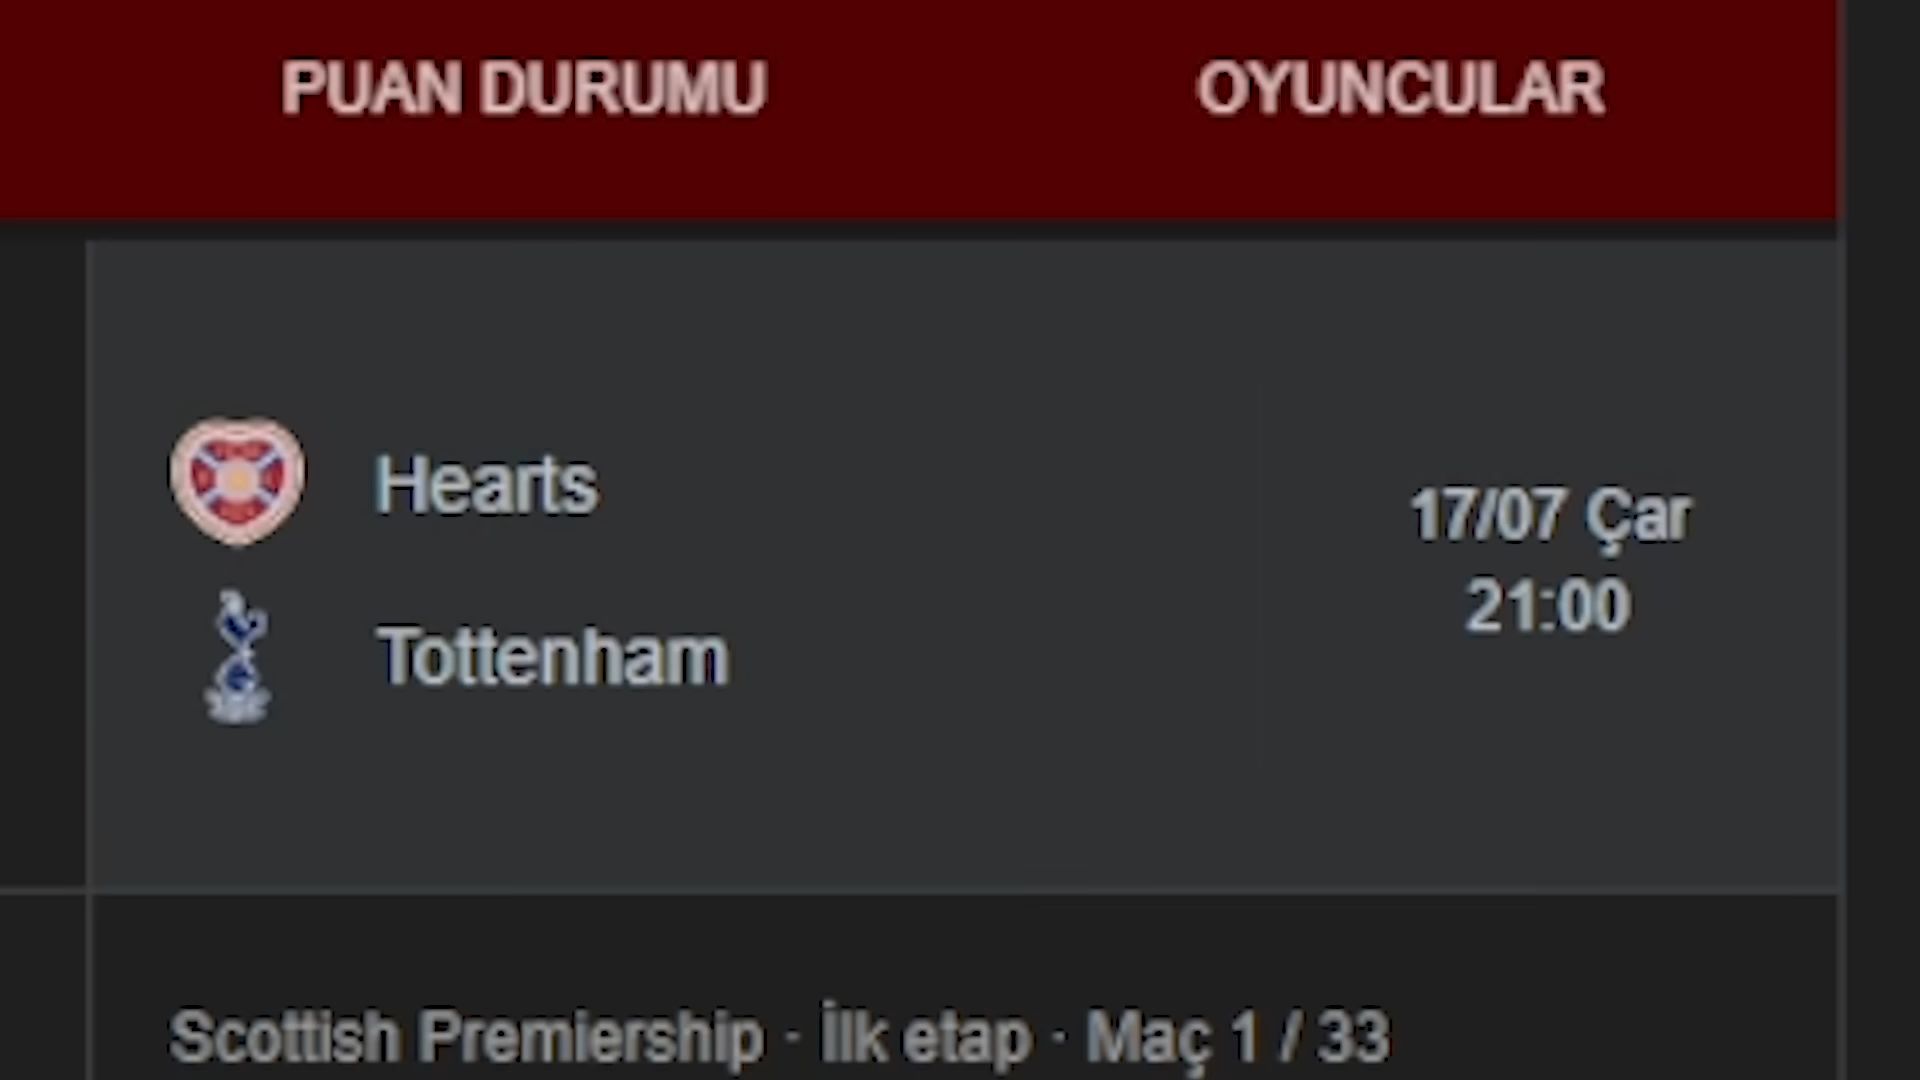 PUAN DURUMU
OYUNCULAR
Hearts
Tottenham
17/07 Çar
21:00
Scottish Premiership · İlk etap · Maç 1 / 33